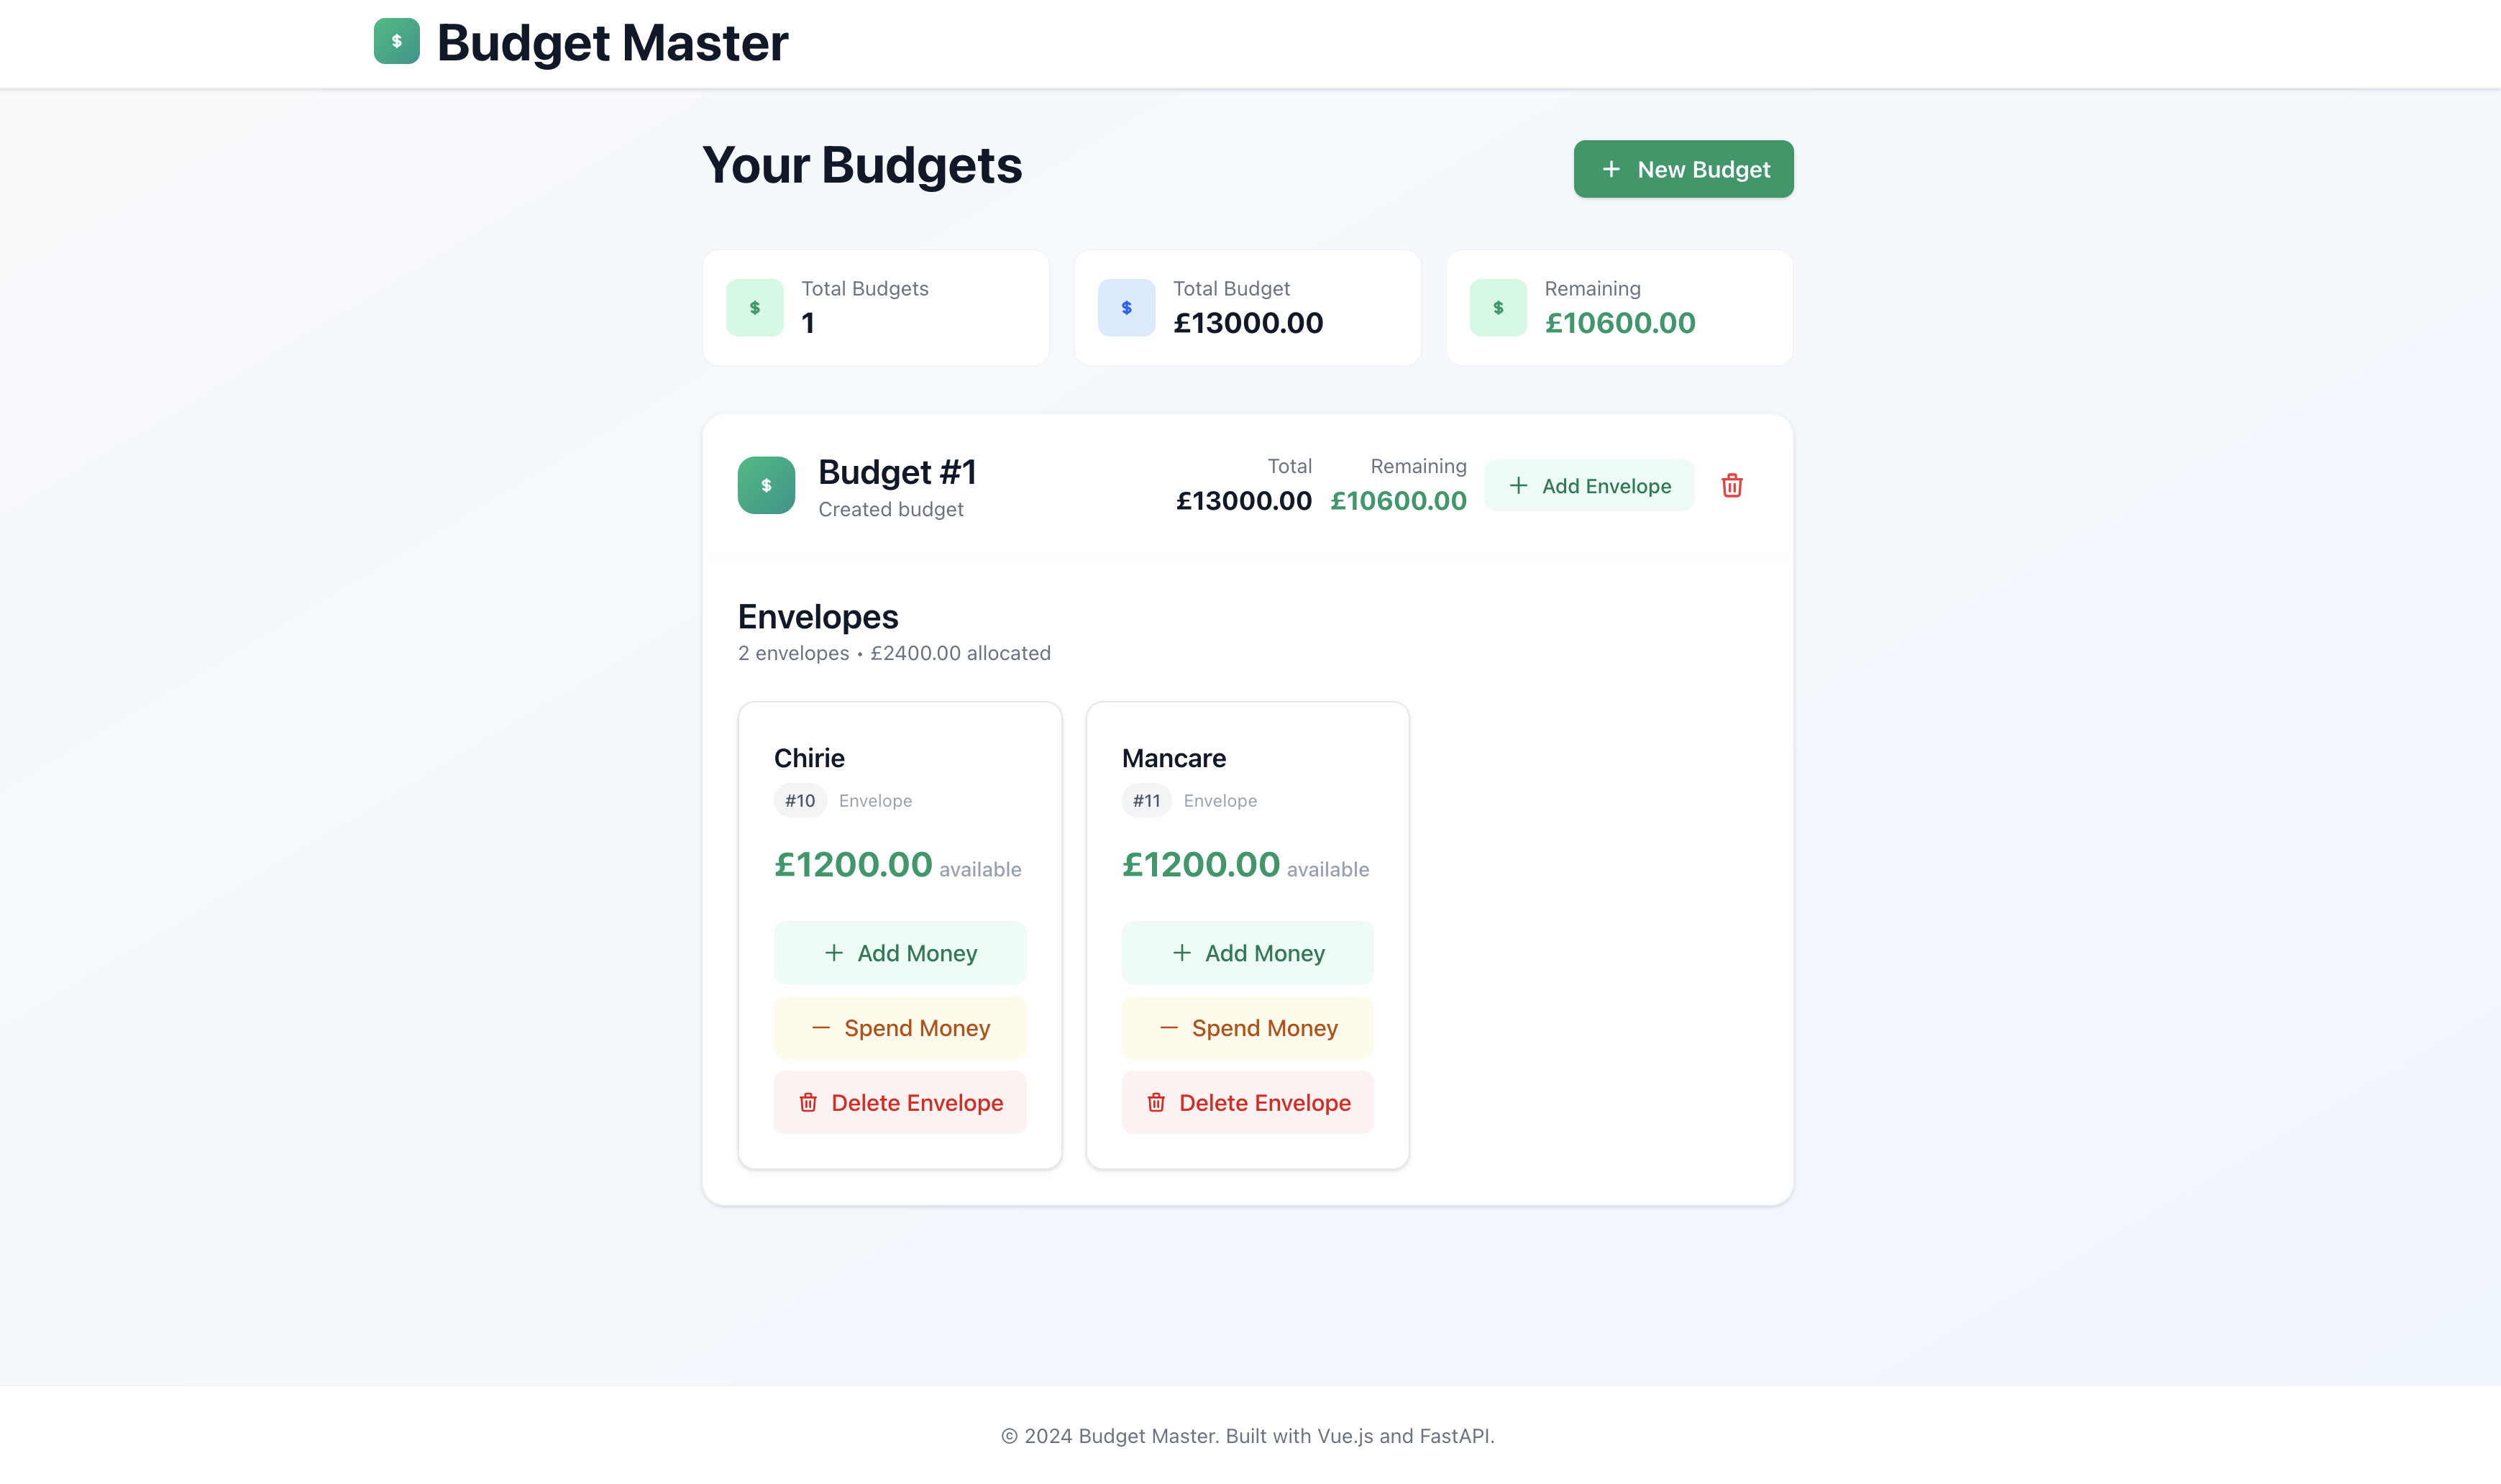 $ Budget Master
Your Budgets
+ New Budget
$ Total Budgets
1
$ Total Budget
£13000.00
$ Remaining
£10600.00
$ Budget #1
Created budget
Total
£13000.00
Remaining
£10600.00
+ Add Envelope
Envelopes
2 envelopes • £2400.00 allocated
Chirie
#10 Envelope
£1200.00 available
+ Add Money
— Spend Money
Delete Envelope
Mancare
#11 Envelope
£1200.00 available
+ Add Money
— Spend Money
Delete Envelope
© 2024 Budget Master. Built with Vue.js and FastAPI.